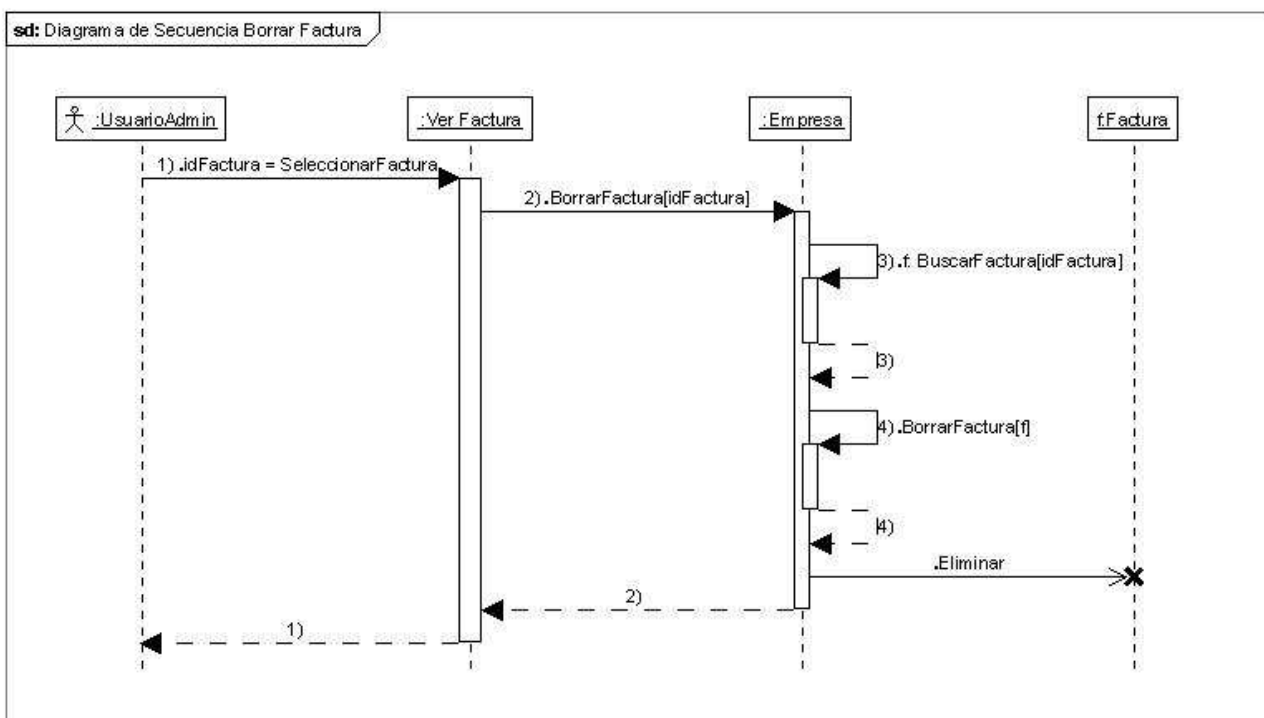 sd: Diagrama de Secuencia Borrar Factura
:UsuarioAdmin
:Ver Factura
:Empresa
f:Factura
1).idFactura = SeleccionarFactura
2).BorrarFactura[idFactura]
3).f: BuscarFactura[idFactura]
3)
4).BorrarFactura[f]
4)
.Eliminar
2)
1)